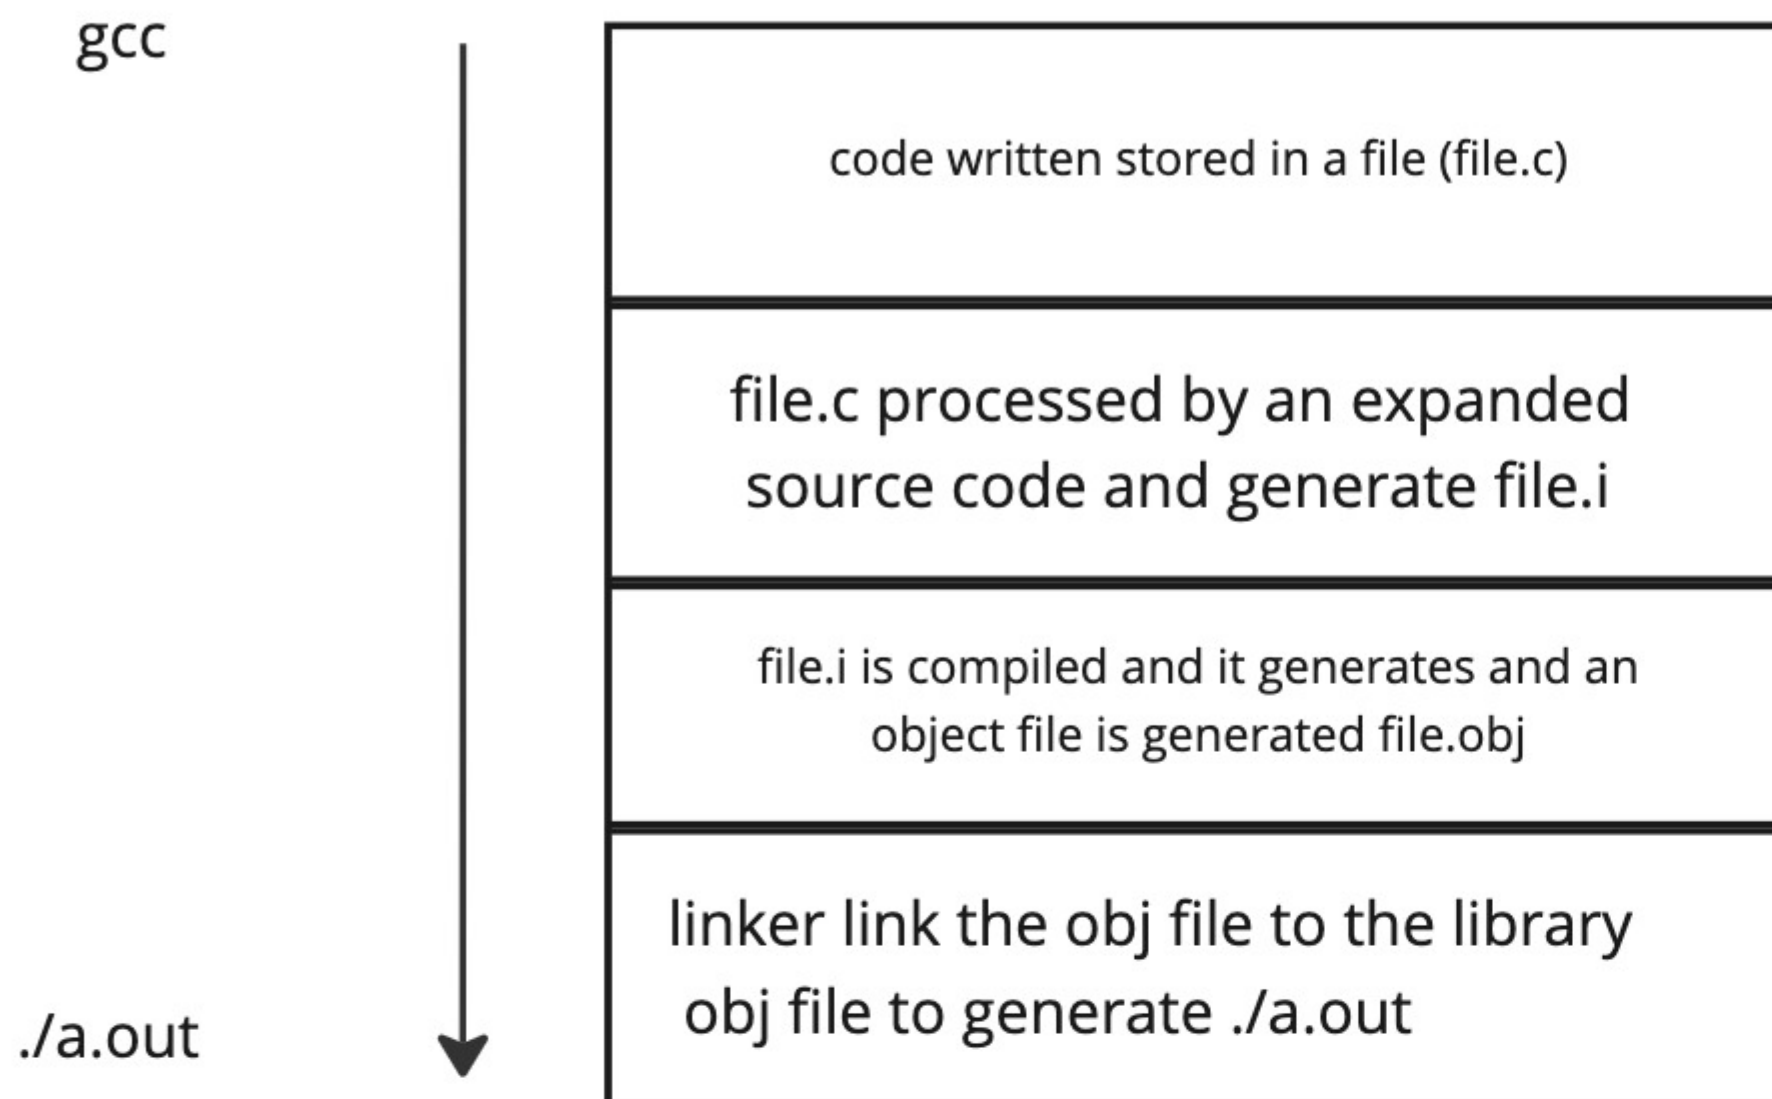 gcc
code written stored in a file (file.c)
file.c processed by an expanded
source code and generate file.i
file.i is compiled and it generates and an
object file is generated file.obj
linker link the obj file to the library
obj file to generate ./a.out
./a.out